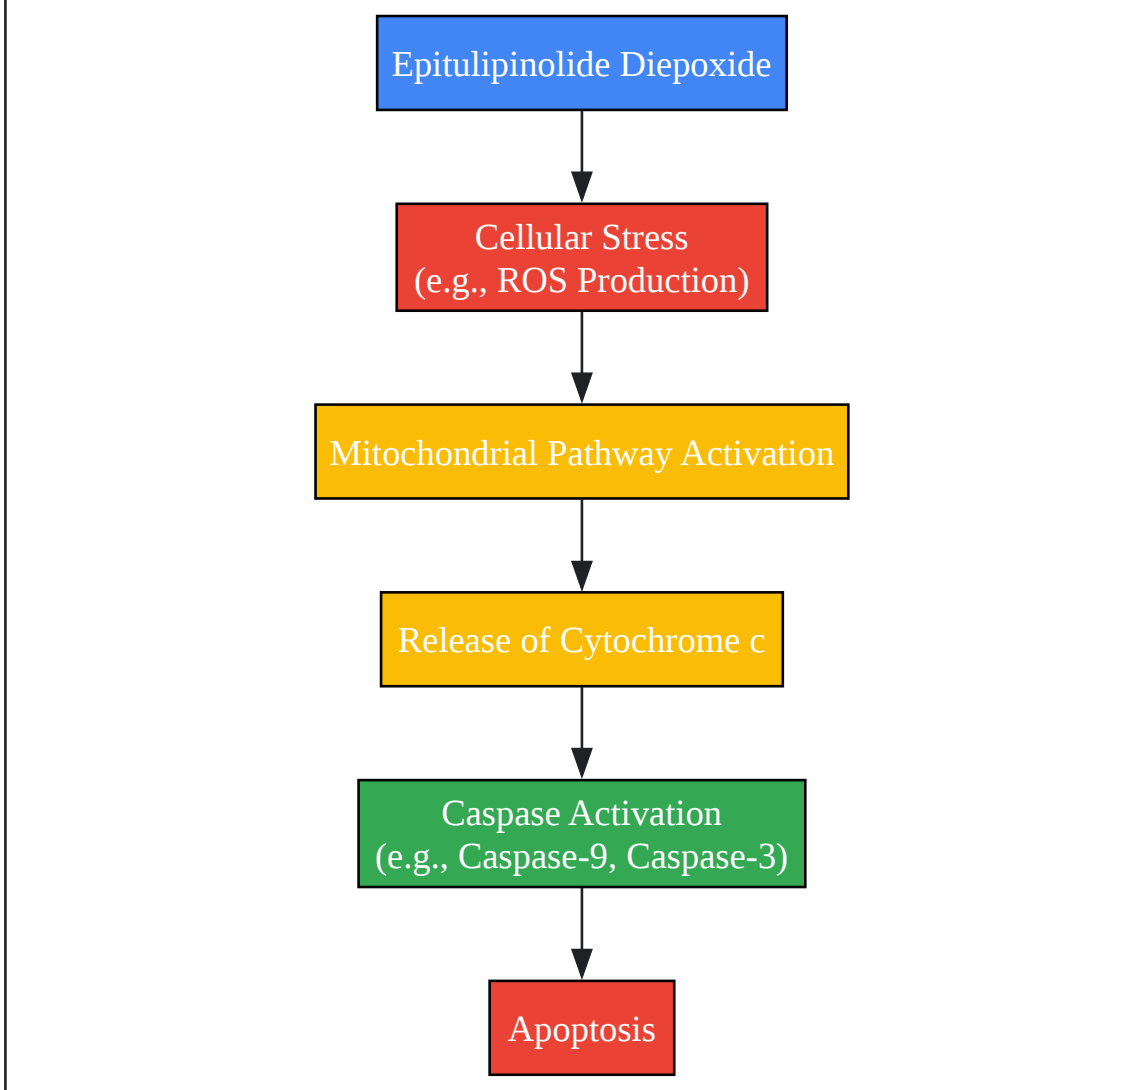 Epitulipinolide Diepoxide
Cellular Stress
(e.g., ROS Production)
Mitochondrial Pathway Activation
Release of Cytochrome c
Caspase Activation
(e.g., Caspase-9, Caspase-3)
Apoptosis